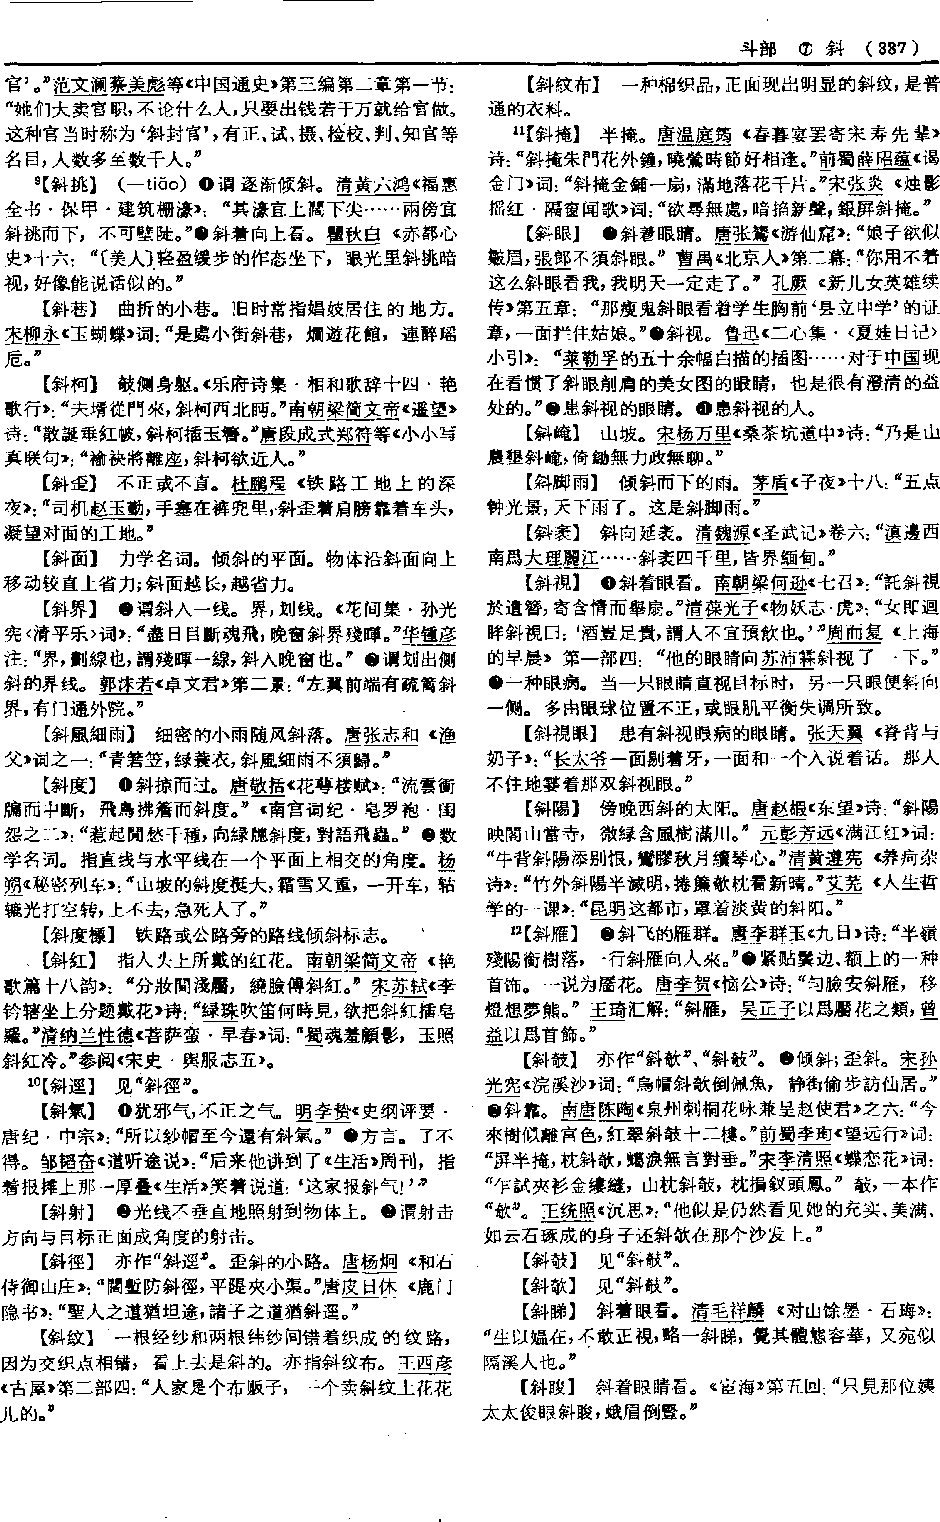 斗部 ⑦ 斜 (337)
官’。”范文澜蔡美彪等《中国通史》第三编第二章第一节：
“她们大卖官职，不论什么人，只要出钱若干万就给官做。
这种官当时称为‘斜封官’，有正、试、摄、检校、判、知官等
名目，人数多至数千人。”
⁹【斜挑】 （—tiǎo）❶谓逐渐倾斜。清黄六鸿《福惠
全书·保甲·建筑栅濠》：“其濠宜上闊下尖……兩傍宜
斜挑而下，不可壁陡。”❷斜着向上看。瞿秋白《赤都心
史》十六：“〔美人〕轻盈缓步的作态坐下，眼光里斜挑暗
视，好像能说话似的。”
【斜巷】 曲折的小巷。旧时常指娼妓居住的地方。
宋柳永《玉蝴蝶》词：“是處小街斜巷，爛遊花館，連醉瑶
卮。”
【斜柯】 攲侧身躯。《乐府诗集·相和歌辞十四·艳
歌行》：“夫壻從門來，斜柯西北眄。”南朝梁简文帝《遥望》
诗：“散誕垂红帔，斜柯插玉簪。”唐段成式郑符等《小小写
真联句》：“褕袂將離座，斜柯欲近人。”
【斜歪】 不正或不直。杜鹏程《铁路工地上的深
夜》：“司机赵玉勤，手塞在裤兜里，斜歪着肩膀靠着车头，
凝望对面的工地。”
【斜面】 力学名词。倾斜的平面。物体沿斜面向上
移动较直上省力；斜面越长，越省力。
【斜界】 ❶谓斜入一线。界，划线。《花间集·孙光
宪〈清平乐〉词》：“盡日目斷魂飛，晚窗斜界殘暉。”华锺彦
注：“界，劃線也，謂殘暉一線，斜入晚窗也。”❷谓划出侧
斜的界线。郭沫若《卓文君》第二景：“左翼前端有疏篱斜
界，有门通外院。”
【斜風細雨】 细密的小雨随风斜落。唐张志和《渔
父》词之一：“青箬笠，绿蓑衣，斜風細雨不須歸。”
【斜度】 ❶斜掠而过。唐敬括《花萼楼赋》：“流雲衝
牖而中斷，飛鳥拂簷而斜度。”《南宫词纪·皂罗袍·闺
怨之二》：“惹起閒愁千種，向緑牕斜度，對語飛蟲。”❷数
学名词。指直线与水平线在一个平面上相交的角度。杨
朔《秘密列车》：“山坡的斜度挺大，霜雪又重，一开车，轱
辘光打空转，上不去，急死人了。”
【斜度標】 铁路或公路旁的路线倾斜标志。
【斜红】 指人头上所戴的红花。南朝梁简文帝《艳
歌篇十八韵》：“分妝間淺靨，繞臉傅斜紅。”宋苏轼《李
钤辖坐上分题戴花》诗：“緑珠吹笛何時見，欲把斜紅插皂
羅。”清纳兰性德《菩萨蛮·早春》词：“蜀魂羞顧影，玉照
斜紅冷。”参阅《宋史·舆服志五》。
¹⁰【斜逕】 见“斜徑”。
【斜氣】 ❶犹邪气，不正之气。明李贽《史纲评要·
唐纪·中宗》：“所以紗帽至今還有斜氣。”❷方言。了不
得。邹韬奋《道听途说》：“后来他讲到了《生活》周刊，指
着报摊上那一厚叠《生活》笑着说道：‘这家报斜气！’”
【斜射】 ❶光线不垂直地照射到物体上。❷谓射击
方向与目标正面成角度的射击。
【斜徑】 亦作“斜逕”。歪斜的小路。唐杨炯《和石
侍御山庄》：“闊塹防斜徑，平隄夾小渠。”唐皮日休《鹿门
隐书》：“聖人之道猶坦途，諸子之道猶斜逕。”
【斜纹】 一根经纱和两根纬纱间错着织成的纹路，
因为交织点相错，看上去是斜的。亦指斜纹布。王西彦
《古屋》第二部四：“人家是个布贩子，一个卖斜纹上花花
儿的。”
【斜纹布】 一种棉织品，正面现出明显的斜纹，是普
通的衣料。
¹¹【斜掩】 半掩。唐温庭筠《春暮宴罢寄宋寿先辈》
诗：“斜掩朱門花外鐘，曉鶯時節好相逢。”前蜀薛昭蕴《谒
金门》词：“斜掩金鋪一扇，滿地落花千片。”宋张炎《烛影
摇红·隔窗闻歌》词：“欲尋無處，暗掐新聲，銀屏斜掩。”
【斜眼】 ❶斜着眼睛。唐张鷟《游仙窟》：“娘子欲似
皺眉，張郎不須斜眼。”曹禺《北京人》第二幕：“你用不着
这么斜眼看我，我明天一定走了。”孔厥《新儿女英雄续
传》第五章：“那瘦鬼斜眼看着学生胸前‘县立中学’的证
章，一面拦住姑娘。”❷斜视。鲁迅《二心集·〈夏娃日记〉
小引》：“莱勒孚的五十余幅白描的插图……对于中国现
在看惯了斜眼削肩的美女图的眼睛，也是很有澄清的益
处的。”❸患斜视的眼睛。❹患斜视的人。
【斜崦】 山坡。宋杨万里《桑茶坑道中》诗：“乃是山
農墾斜崦，倚鋤無力政無聊。”
【斜脚雨】 倾斜而下的雨。茅盾《子夜》十八：“五点
钟光景，天下雨了。这是斜脚雨。”
【斜袤】 斜向延袤。清魏源《圣武记》卷六：“滇邊西
南爲大理麗江……斜袤四千里，皆界緬甸。”
【斜視】 ❶斜着眼看。南朝梁何逊《七召》：“託斜視
於遺簪，寄含情而舉扆。”清葆光子《物妖志·虎》：“女即迴
眸斜視曰：‘酒豈足貴，謂人不宜預飲也。’”周而复《上海
的早晨》第一部四：“他的眼睛向苏沛霖斜视了一下。”
❷一种眼病。当一只眼睛直视目标时，另一只眼便斜向
一侧。多由眼球位置不正，或眼肌平衡失调所致。
【斜視眼】 患有斜视眼病的眼睛。张天翼《脊背与
奶子》：“长太爷一面剔着牙，一面和一个人说着话。那人
不住地霎着那双斜视眼。”
【斜陽】 傍晚西斜的太阳。唐赵嘏《东望》诗：“斜陽
映閣山當寺，微绿含風樹滿川。”元彭芳远《满江红》词：
“牛背斜陽添别恨，鸞膠秋月續琴心。”清黄遵宪《养疴杂
诗》：“竹外斜陽半滅明，捲簾欹枕看新晴。”艾芜《人生哲
学的一课》：“昆明这都市，罩着淡黄的斜阳。”
¹²【斜雁】 ❶斜飞的雁群。唐李群玉《九日》诗：“半嶺
殘陽銜樹落，一行斜雁向人來。”❷紧贴鬓边、额上的一种
首饰。一说为靥花。唐李贺《恼公》诗：“匀臉安斜雁，移
燈想夢熊。”王琦汇解：“斜雁，吴正子以爲靨花之類，曾
益以爲首飾。”
【斜攲】 亦作“斜欹”、“斜攲”。❶倾斜；歪斜。宋孙
光宪《浣溪沙》词：“烏帽斜欹倒佩魚，静街偷步訪仙居。”
❷斜靠。南唐陈陶《泉州刺桐花咏兼呈赵使君》之六：“今
來樹似離宫色，紅翠斜攲十二樓。”前蜀李珣《望远行》词：
“屏半掩，枕斜欹，蠟淚無言對垂。”宋李清照《蝶恋花》词：
“乍試夾衫金縷縫，山枕斜攲，枕損釵頭鳳。”攲，一本作
“欹”。王统照《沉思》：“他似是仍然看见她的充实、美满、
如云石琢成的身子还斜欹在那个沙发上。”
【斜攲】 见“斜攲”。
【斜欹】 见“斜攲”。
【斜睇】 斜着眼看。清毛祥麟《对山馀墨·石梅》：
“生以媪在，不敢正視，略一斜睇，覺其體態容華，又宛似
隔溪人也。”
【斜睃】 斜着眼睛看。《宦海》第五回：“只見那位姨
太太俊眼斜睃，蛾眉倒豎。”